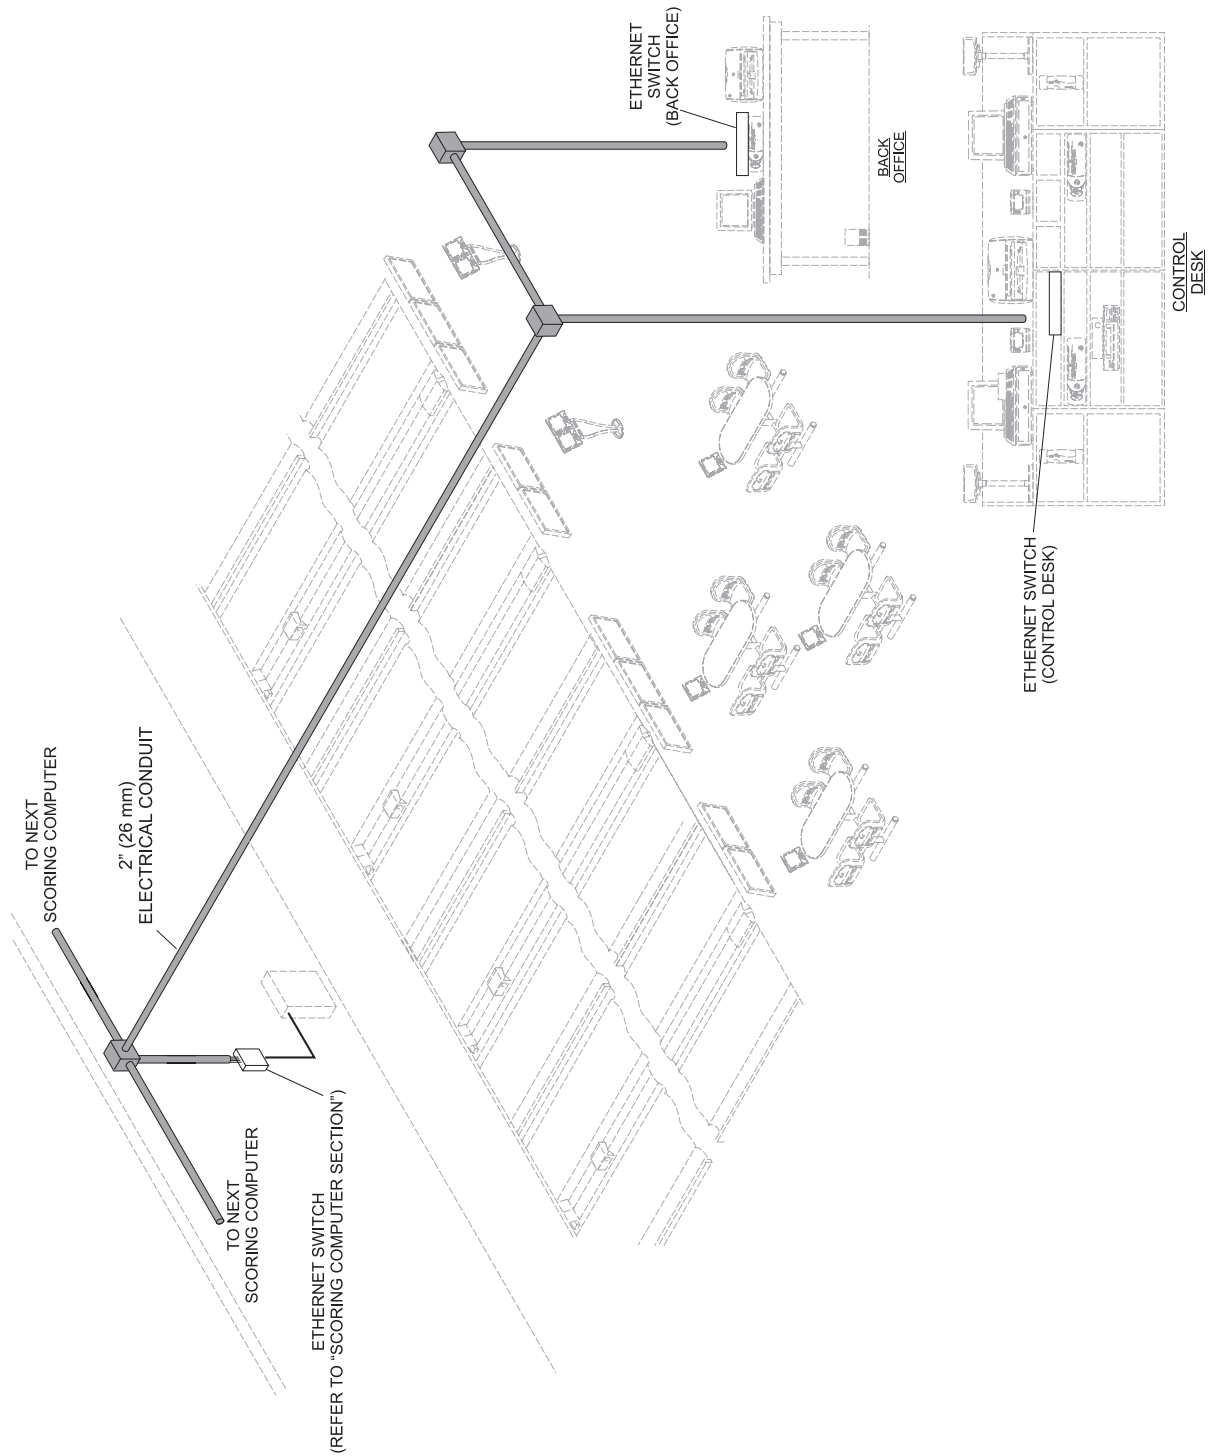 TO NEXT
SCORING COMPUTER
2” (26 mm)
ELECTRICAL CONDUIT
TO NEXT
SCORING COMPUTER
ETHERNET SWITCH
(REFER TO “SCORING COMPUTER SECTION”)
ETHERNET
SWITCH
(BACK OFFICE)
BACK
OFFICE
ETHERNET SWITCH
(CONTROL DESK)
CONTROL
DESK